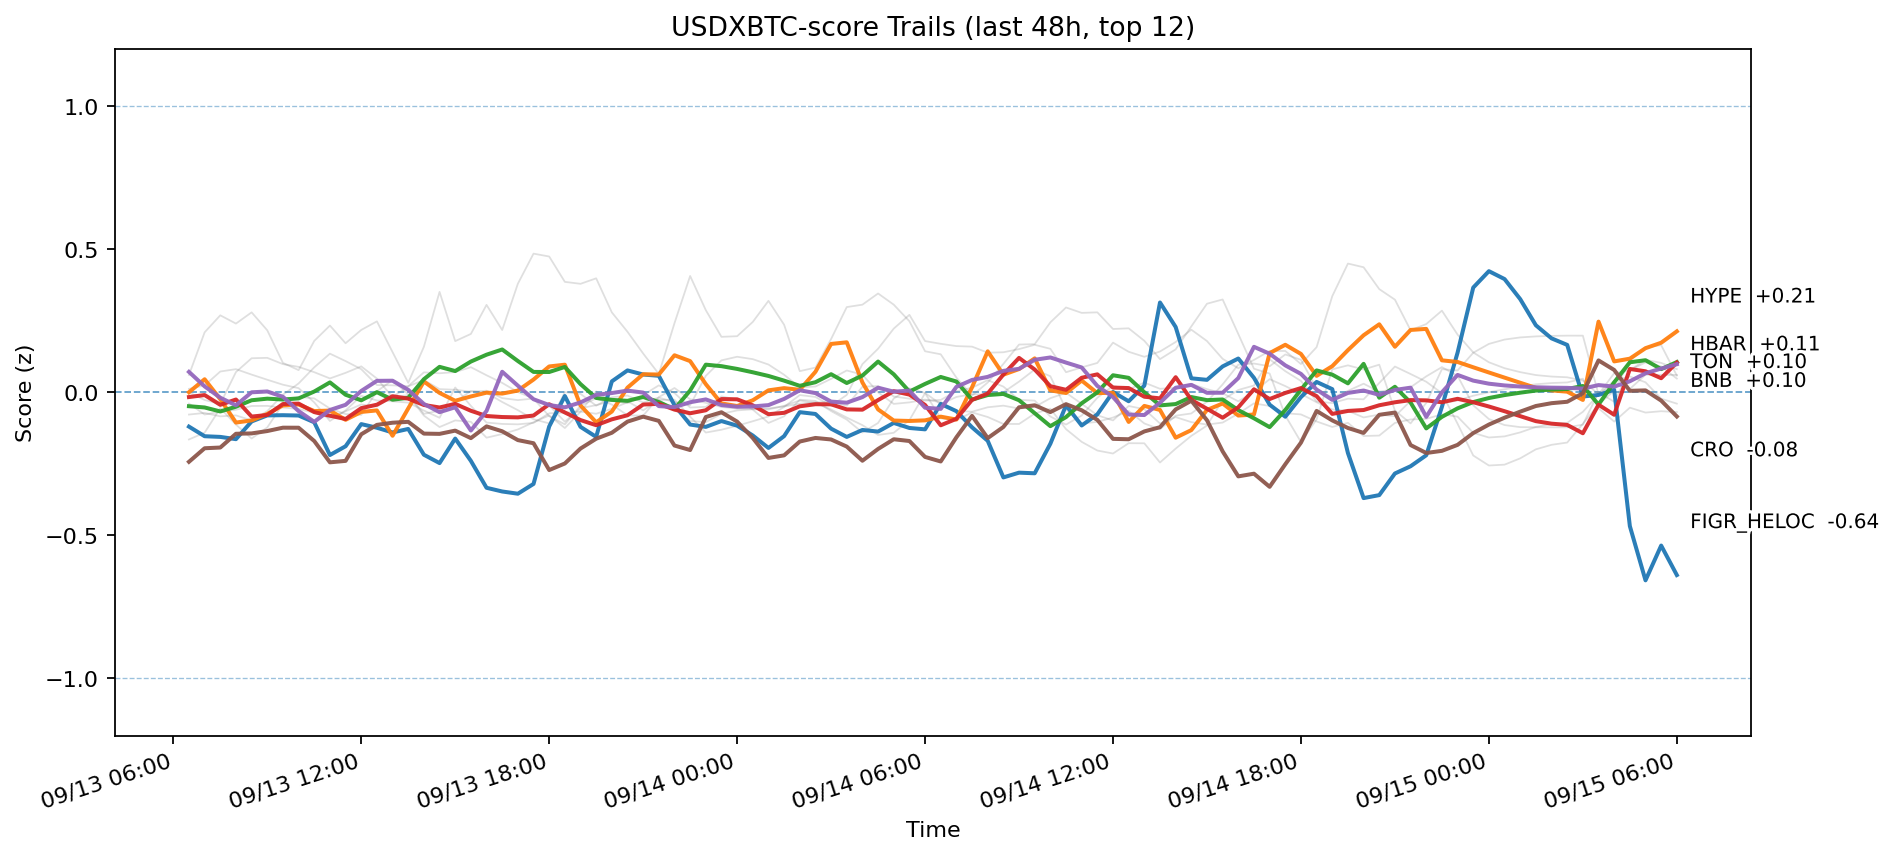 USDXBTC-score Trails (last 48h, top 12)
Score (z)
1.0
0.5
0.0
−0.5
−1.0
HYPE +0.21
HBAR +0.11
TON +0.10
BNB +0.10
CRO -0.08
FIGR_HELOC -0.64
09/13 06:00
09/13 12:00
09/13 18:00
09/14 00:00
09/14 06:00
09/14 12:00
09/14 18:00
09/15 00:00
09/15 06:00
Time